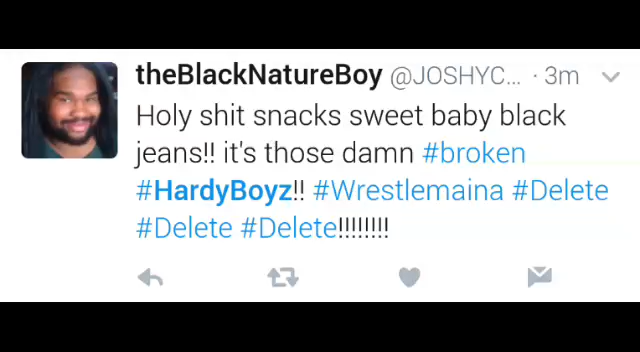 theBlackNatureBoy @JOSHYC... · 3m
Holy shit snacks sweet baby black
jeans!! it's those damn #broken
#HardyBoyz!! #Wrestlemaina #Delete
#Delete #Delete!!!!!!!!